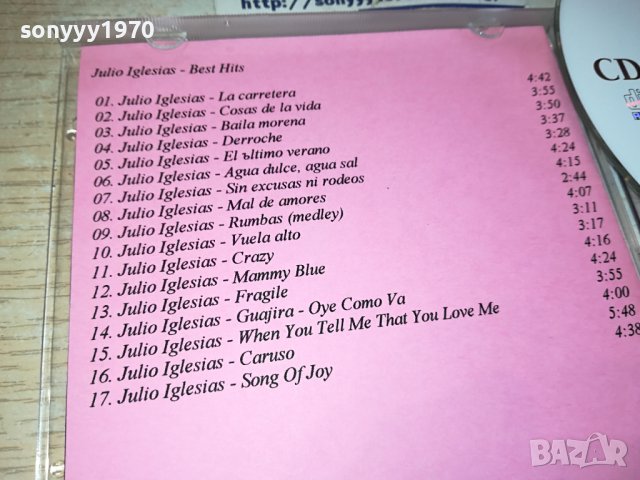 sonyyy1970
Julio Iglesias - Best Hits
01. Julio Iglesias - La carretera 4:42
02. Julio Iglesias - Cosas de la vida 3:55
03. Julio Iglesias - Baila morena 3:50
04. Julio Iglesias - Derroche 3:37
05. Julio Iglesias - El ъltimo verano 3:28
06. Julio Iglesias - Agua dulce, agua sal 4:24
07. Julio Iglesias - Sin excusas ni rodeos 4:15
08. Julio Iglesias - Mal de amores 2:44
09. Julio Iglesias - Rumbas (medley) 4:07
10. Julio Iglesias - Vuela alto 3:11
11. Julio Iglesias - Crazy 3:17
12. Julio Iglesias - Mammy Blue 4:16
13. Julio Iglesias - Fragile 4:24
14. Julio Iglesias - Guajira - Oye Como Va 3:55
15. Julio Iglesias - When You Tell Me That You Love Me 4:00
16. Julio Iglesias - Caruso 5:48
17. Julio Iglesias - Song Of Joy 4:38
CD
BAZAR